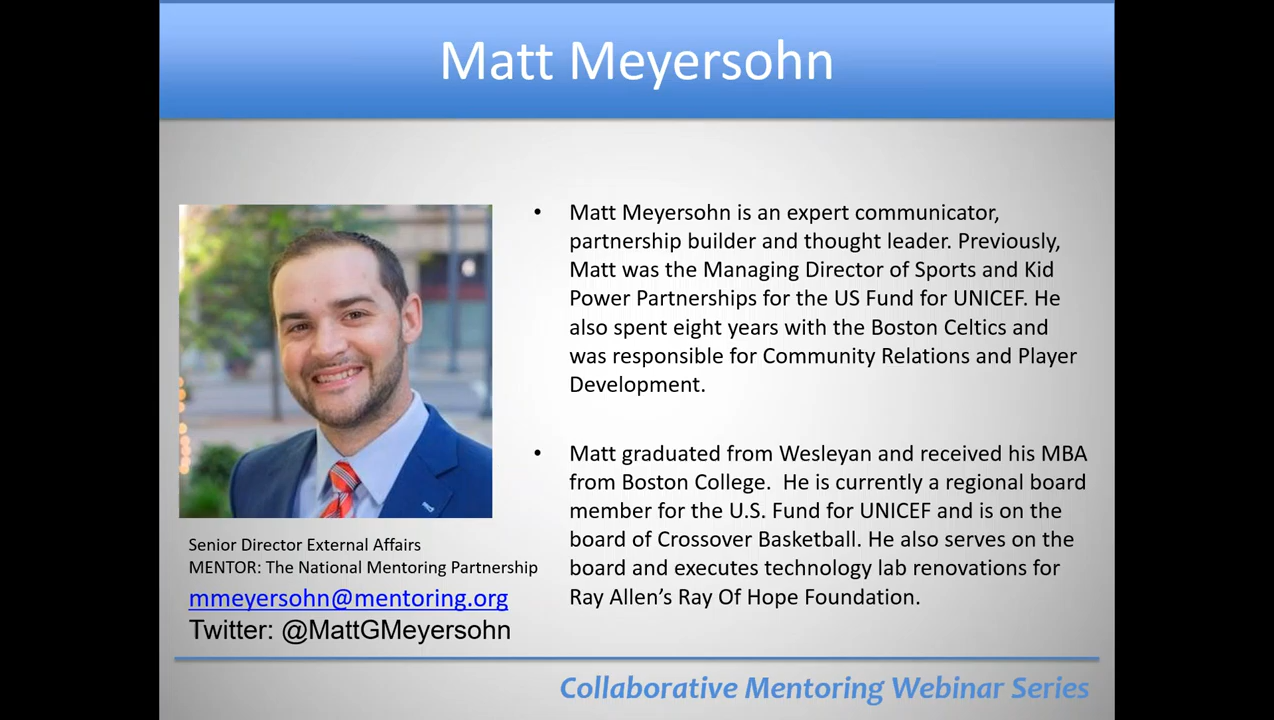 Matt Meyersohn
• Matt Meyersohn is an expert communicator,
partnership builder and thought leader. Previously,
Matt was the Managing Director of Sports and Kid
Power Partnerships for the US Fund for UNICEF. He
also spent eight years with the Boston Celtics and
was responsible for Community Relations and Player
Development.
• Matt graduated from Wesleyan and received his MBA
from Boston College.  He is currently a regional board
member for the U.S. Fund for UNICEF and is on the
board of Crossover Basketball. He also serves on the
board and executes technology lab renovations for
Ray Allen’s Ray Of Hope Foundation.
Senior Director External Affairs
MENTOR: The National Mentoring Partnership
mmeyersohn@mentoring.org
Twitter: @MattGMeyersohn
Collaborative Mentoring Webinar Series